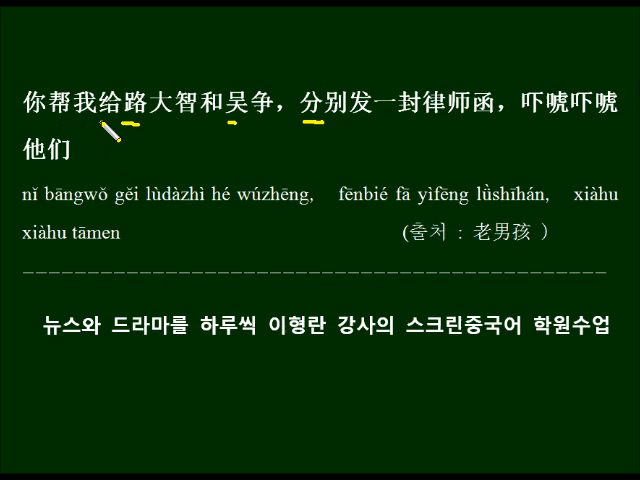 你帮我给路大智和吴争，分别发一封律师函，吓唬吓唬
他们
nǐ bāngwǒ gěi lùdàzhì hé wúzhēng, fēnbié fā yìfēng lǜshīhán, xiàhu
xiàhu tāmen (출처 : 老男孩 )
뉴스와 드라마를 하루씩 이형란 강사의 스크린중국어 학원수업